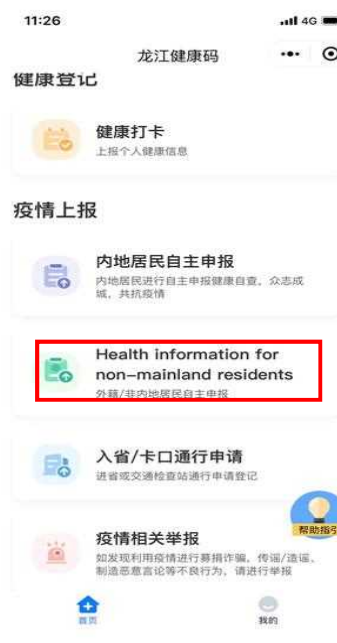 11:26
4G
龙江健康码
健康登记
健康打卡
上报个人健康信息
疫情上报
内地居民自主申报
内地居民进行自主申报健康自查，众志成
城，共抗疫情
Health information for
non-mainland residents
外籍/非内地居民自主申报
入省/卡口通行申请
进省或交通检查站通行申请登记
帮助指引
疫情相关举报
如发现利用疫情进行募捐诈骗，传谣/造谣、
制造恶意言论等不良行为，请进行举报
首页
我的